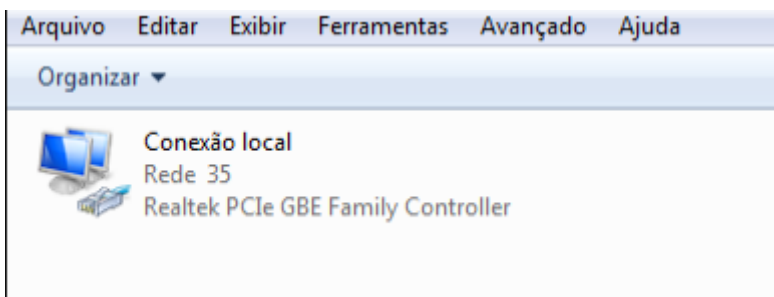 Arquivo Editar Exibir Ferramentas Avançado Ajuda
Organizar
Conexão local
Rede 35
Realtek PCIe GBE Family Controller